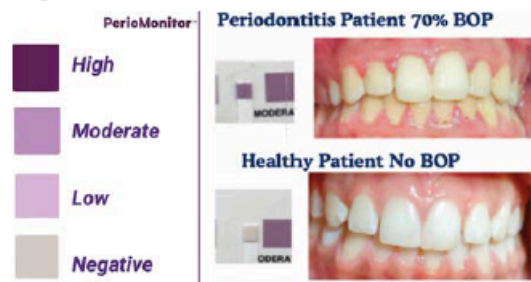 PerioMonitor
High
Moderate
Low
Negative
Periodontitis Patient 70% BOP
MODERA
Healthy Patient No BOP
ODERA